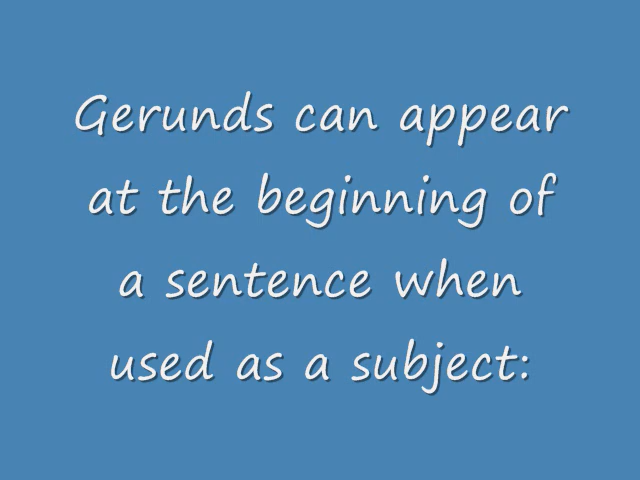 Gerunds can appear
at the beginning of
a sentence when
used as a subject: